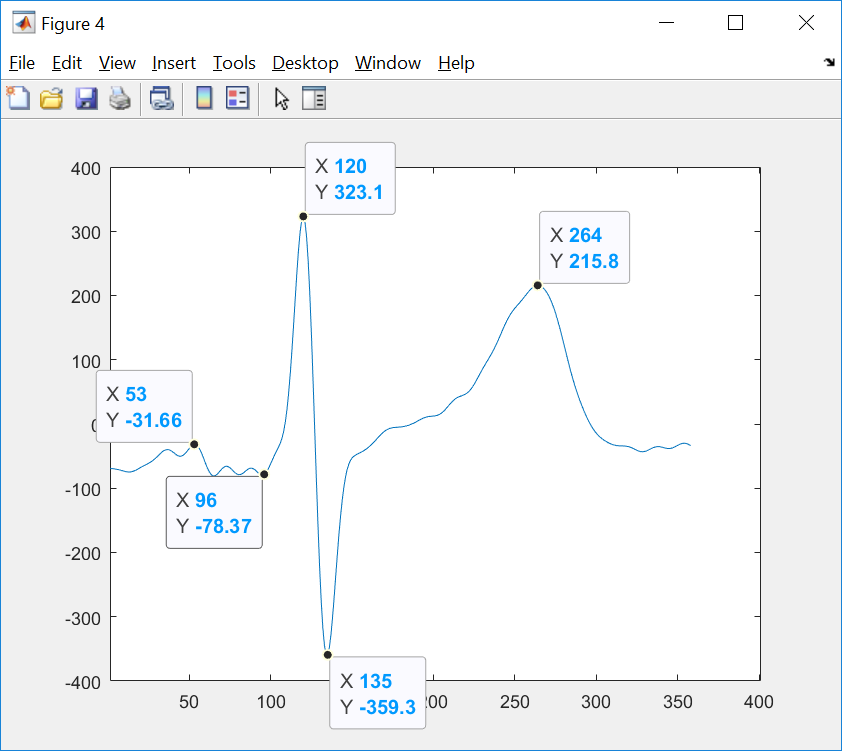 Figure 4
File Edit View Insert Tools Desktop Window Help
X 120
Y 323.1
X 264
Y 215.8
X 53
Y -31.66
X 96
Y -78.37
X 135
Y -359.3
400
300
200
100
-100
-200
-300
-400
50 100 250 300 350 400